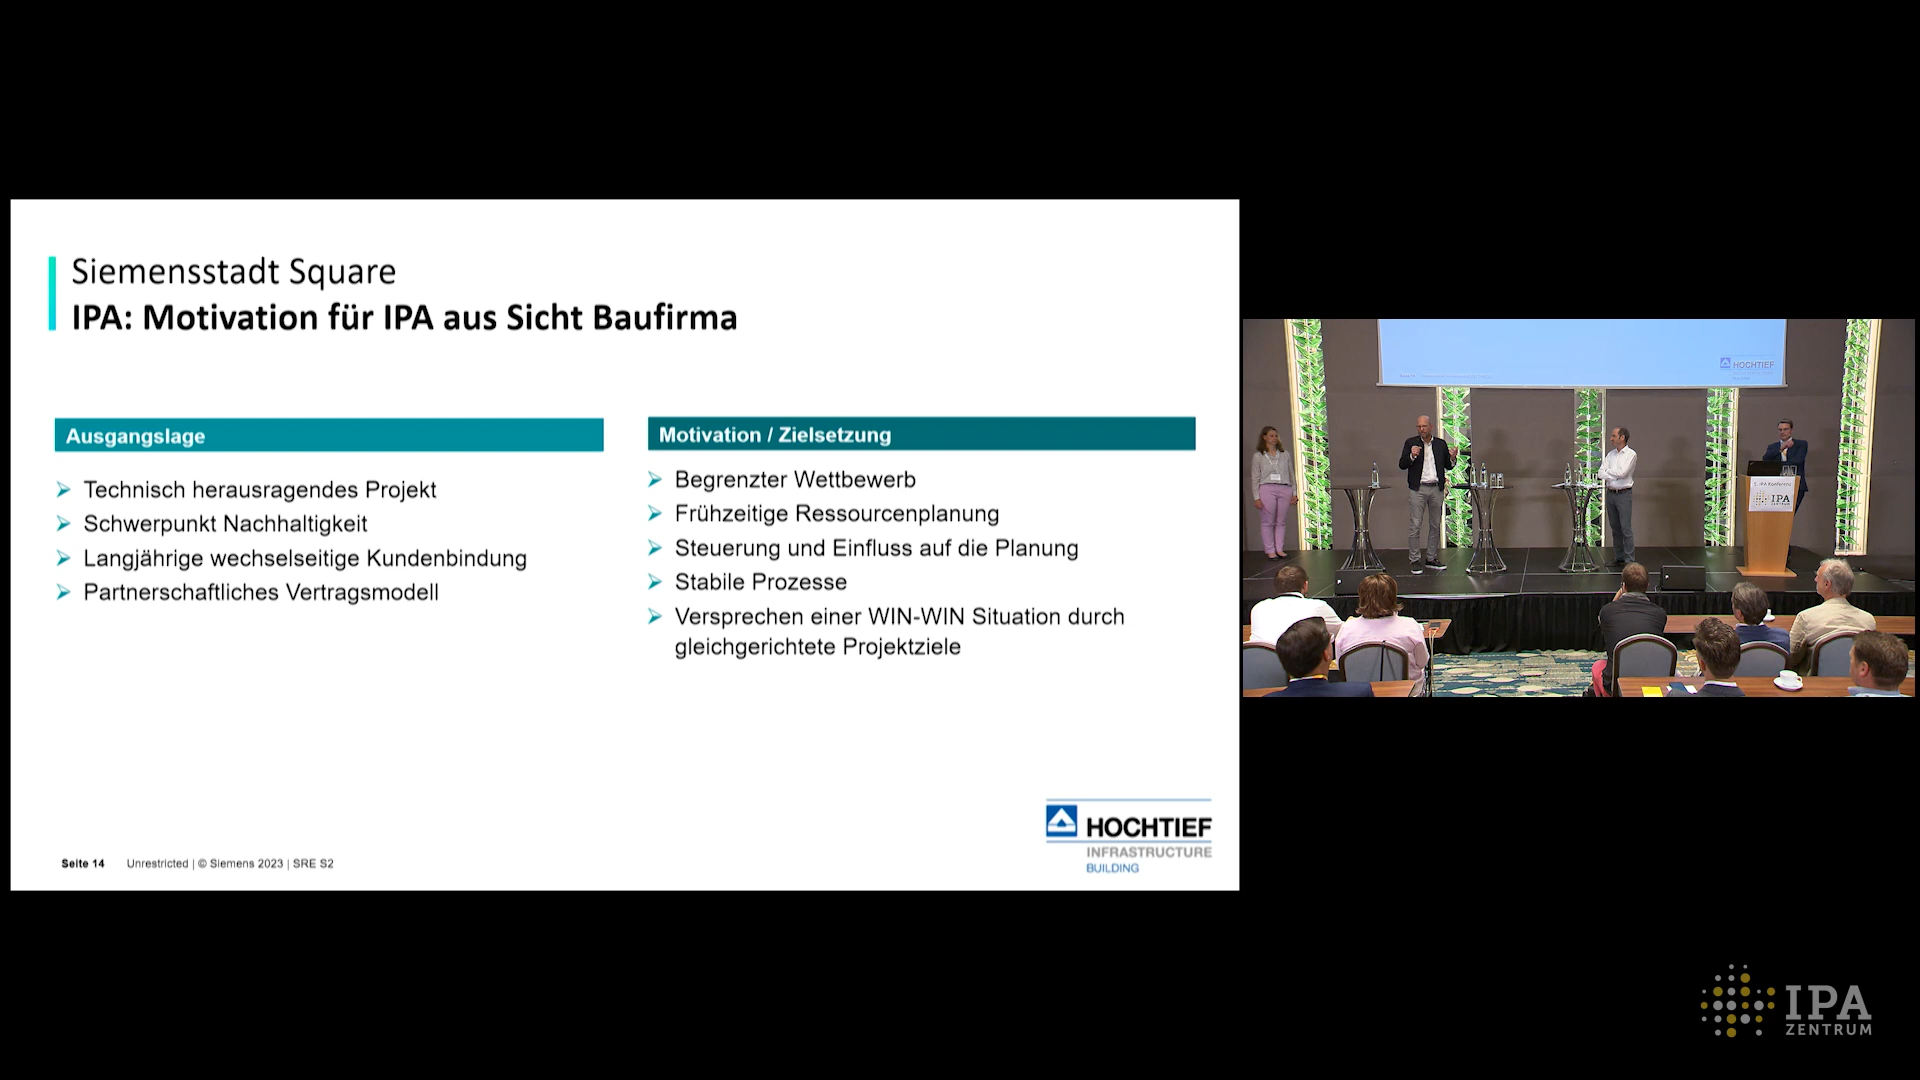 Siemensstadt Square
IPA: Motivation für IPA aus Sicht Baufirma
Ausgangslage
Technisch herausragendes Projekt
Schwerpunkt Nachhaltigkeit
Langjährige wechselseitige Kundenbindung
Partnerschaftliches Vertragsmodell
Motivation / Zielsetzung
Begrenzter Wettbewerb
Frühzeitige Ressourcenplanung
Steuerung und Einfluss auf die Planung
Stabile Prozesse
Versprechen einer WIN-WIN Situation durch
gleichgerichtete Projektziele
Seite 14 Unrestricted | © Siemens 2023 | SRE S2
HOCHTIEF
INFRASTRUCTURE
BUILDING
HOCHTIEF
IPA Konferenz
IPA
IPA
ZENTRUM